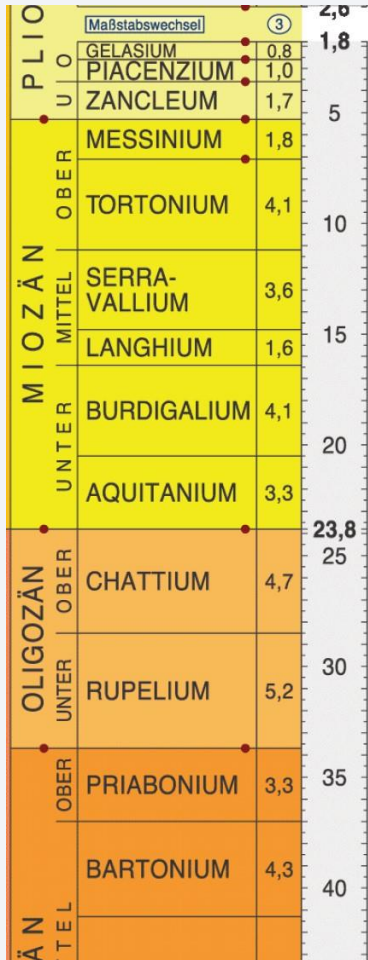 2,6
Maßstabswechsel 3
1,8
PLIO
GELASIUM 0,8
O
PIACENZIUM 1,0
U
ZANCLEUM 1,7
5
MIOZÄN
OBER
MESSINIUM 1,8
TORTONIUM 4,1
10
MITTEL
SERRA-
VALLIUM 3,6
LANGHIUM 1,6
15
UNTER
BURDIGALIUM 4,1
20
AQUITANIUM 3,3
23,8
25
OLIGOZÄN
OBER
CHATTIUM 4,7
UNTER
RUPELIUM 5,2
30
OBER
PRIABONIUM 3,3
35
BARTONIUM 4,3
40
ÄN
TEL